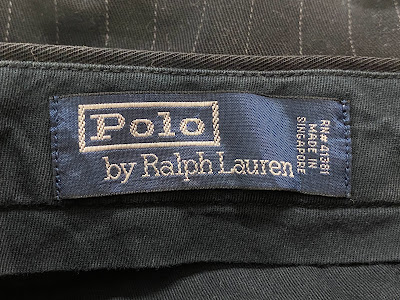 Polo
by Ralph Lauren
RN# 41381
MADE IN
SINGAPORE